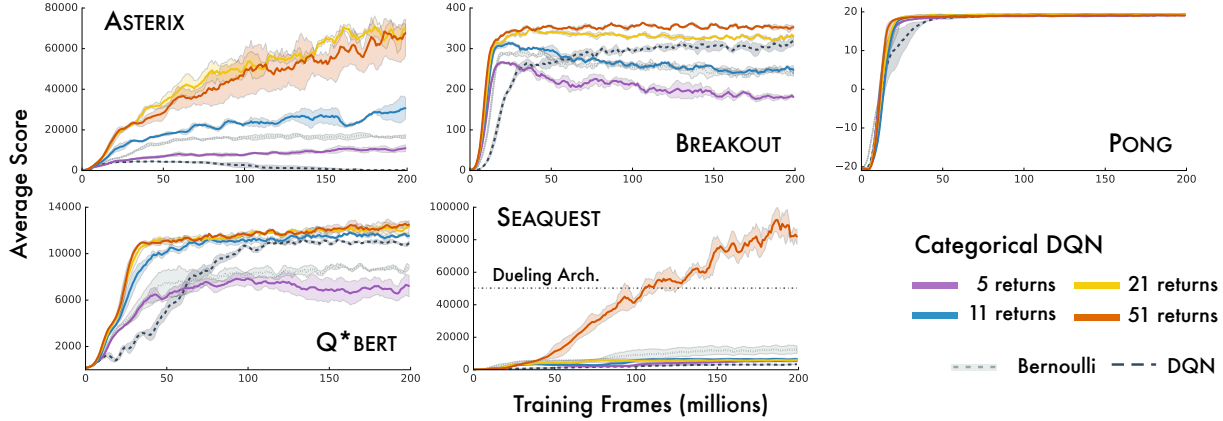 ASTERIX
BREAKOUT
PONG
Average Score
80000
60000
40000
20000
0
0 50 100 150 200
400
300
200
100
0
0 50 100 150 200
20
10
0
−10
−20
0 50 100 150 200
Q*BERT
14000
10000
6000
2000
0 50 100 150 200
SEAQUEST
100000
80000
60000
40000
20000
0
Dueling Arch.
0 50 100 150 200
Training Frames (millions)
Categorical DQN
5 returns 21 returns
11 returns 51 returns
Bernoulli DQN